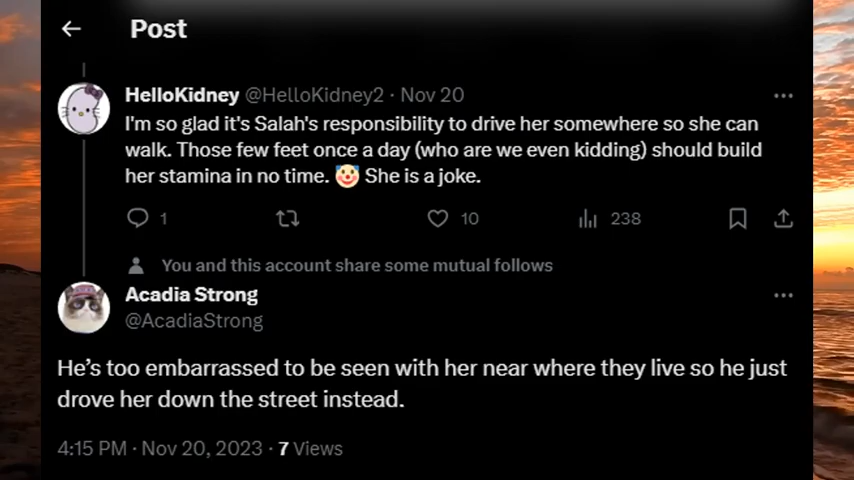 Post
HelloKidney @HelloKidney2 · Nov 20
I'm so glad it's Salah's responsibility to drive her somewhere so she can
walk. Those few feet once a day (who are we even kidding) should build
her stamina in no time. 🤡 She is a joke.
1 10 238
You and this account share some mutual follows
Acadia Strong
@AcadiaStrong
He's too embarrassed to be seen with her near where they live so he just
drove her down the street instead.
4:15 PM · Nov 20, 2023 · 7 Views